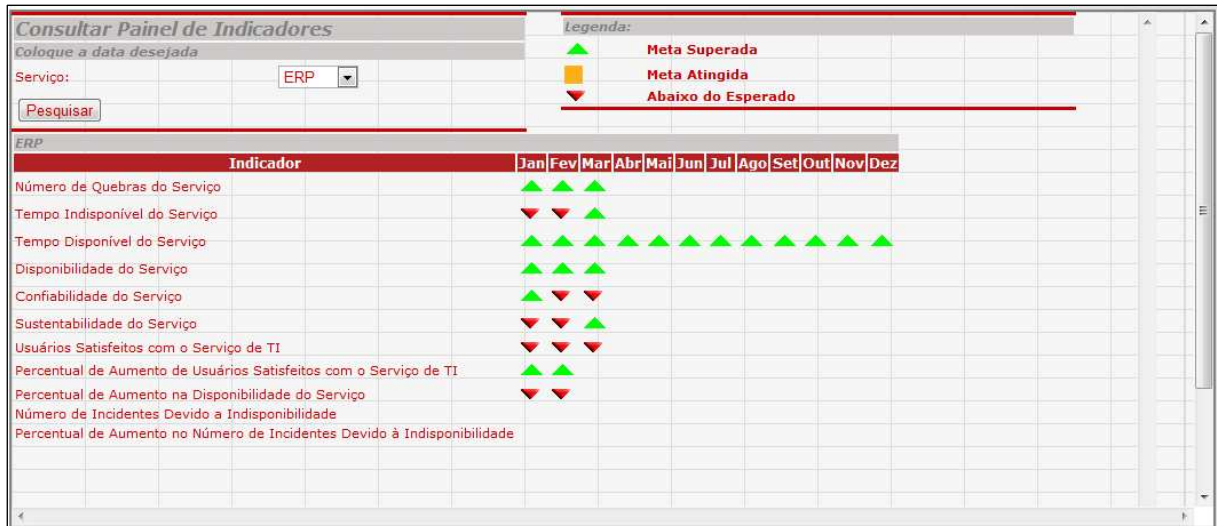 Consultar Painel de Indicadores
Coloque a data desejada
Serviço: ERP
Pesquisar
Legenda:
Meta Superada
Meta Atingida
Abaixo do Esperado
ERP
Indicador Jan Fev Mar Abr Mai Jun Jul Ago Set Out Nov Dez
Número de Quebras do Serviço
Tempo Indisponível do Serviço
Tempo Disponível do Serviço
Disponibilidade do Serviço
Confiabilidade do Serviço
Sustentabilidade do Serviço
Usuários Satisfeitos com o Serviço de TI
Percentual de Aumento de Usuários Satisfeitos com o Serviço de TI
Percentual de Aumento na Disponibilidade do Serviço
Número de Incidentes Devido a Indisponibilidade
Percentual de Aumento no Número de Incidentes Devido à Indisponibilidade